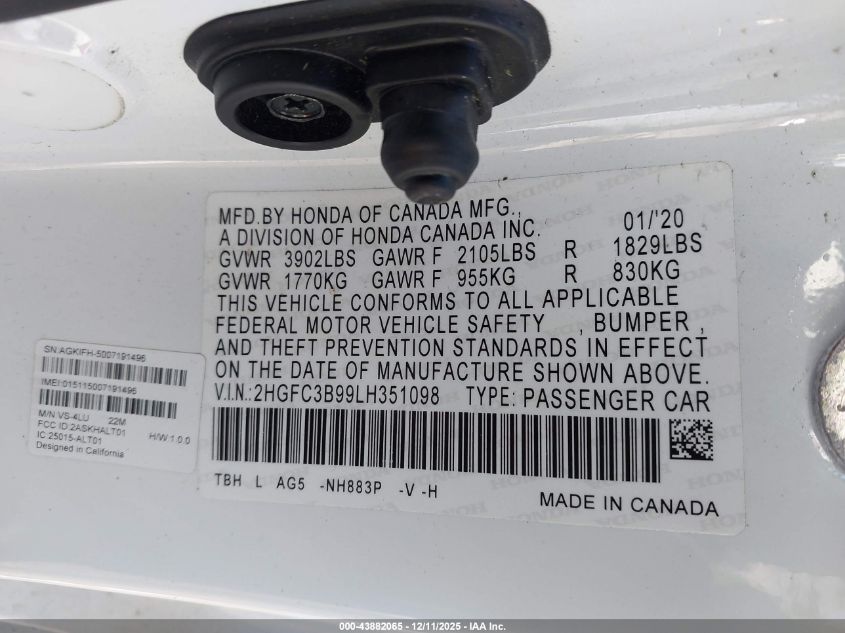 MFD.BY HONDA OF CANADA MFG.,
A DIVISION OF HONDA CANADA INC. 01/'20
GVWR 3902LBS GAWR F 2105LBS R 1829LBS
GVWR 1770KG GAWR F 955KG R 830KG
THIS VEHICLE CONFORMS TO ALL APPLICABLE
FEDERAL MOTOR VEHICLE SAFETY , BUMPER ,
AND THEFT PREVENTION STANDARDS IN EFFECT
ON THE DATE OF MANUFACTURE SHOWN ABOVE.
V.I.N.:2HGFC3B99LH351098 TYPE: PASSENGER CAR
TBH L AG5 -NH883P -V -H
MADE IN CANADA
SN:AGKIFH-5007191496
IMEI:015115007191496
M/N VS-4LU 22M
FCC ID:2ASKHALT01 H/W:1.0.0
IC:25015-ALT01
Designed in California
000-43882065 - 12/11/2025 - IAA Inc.